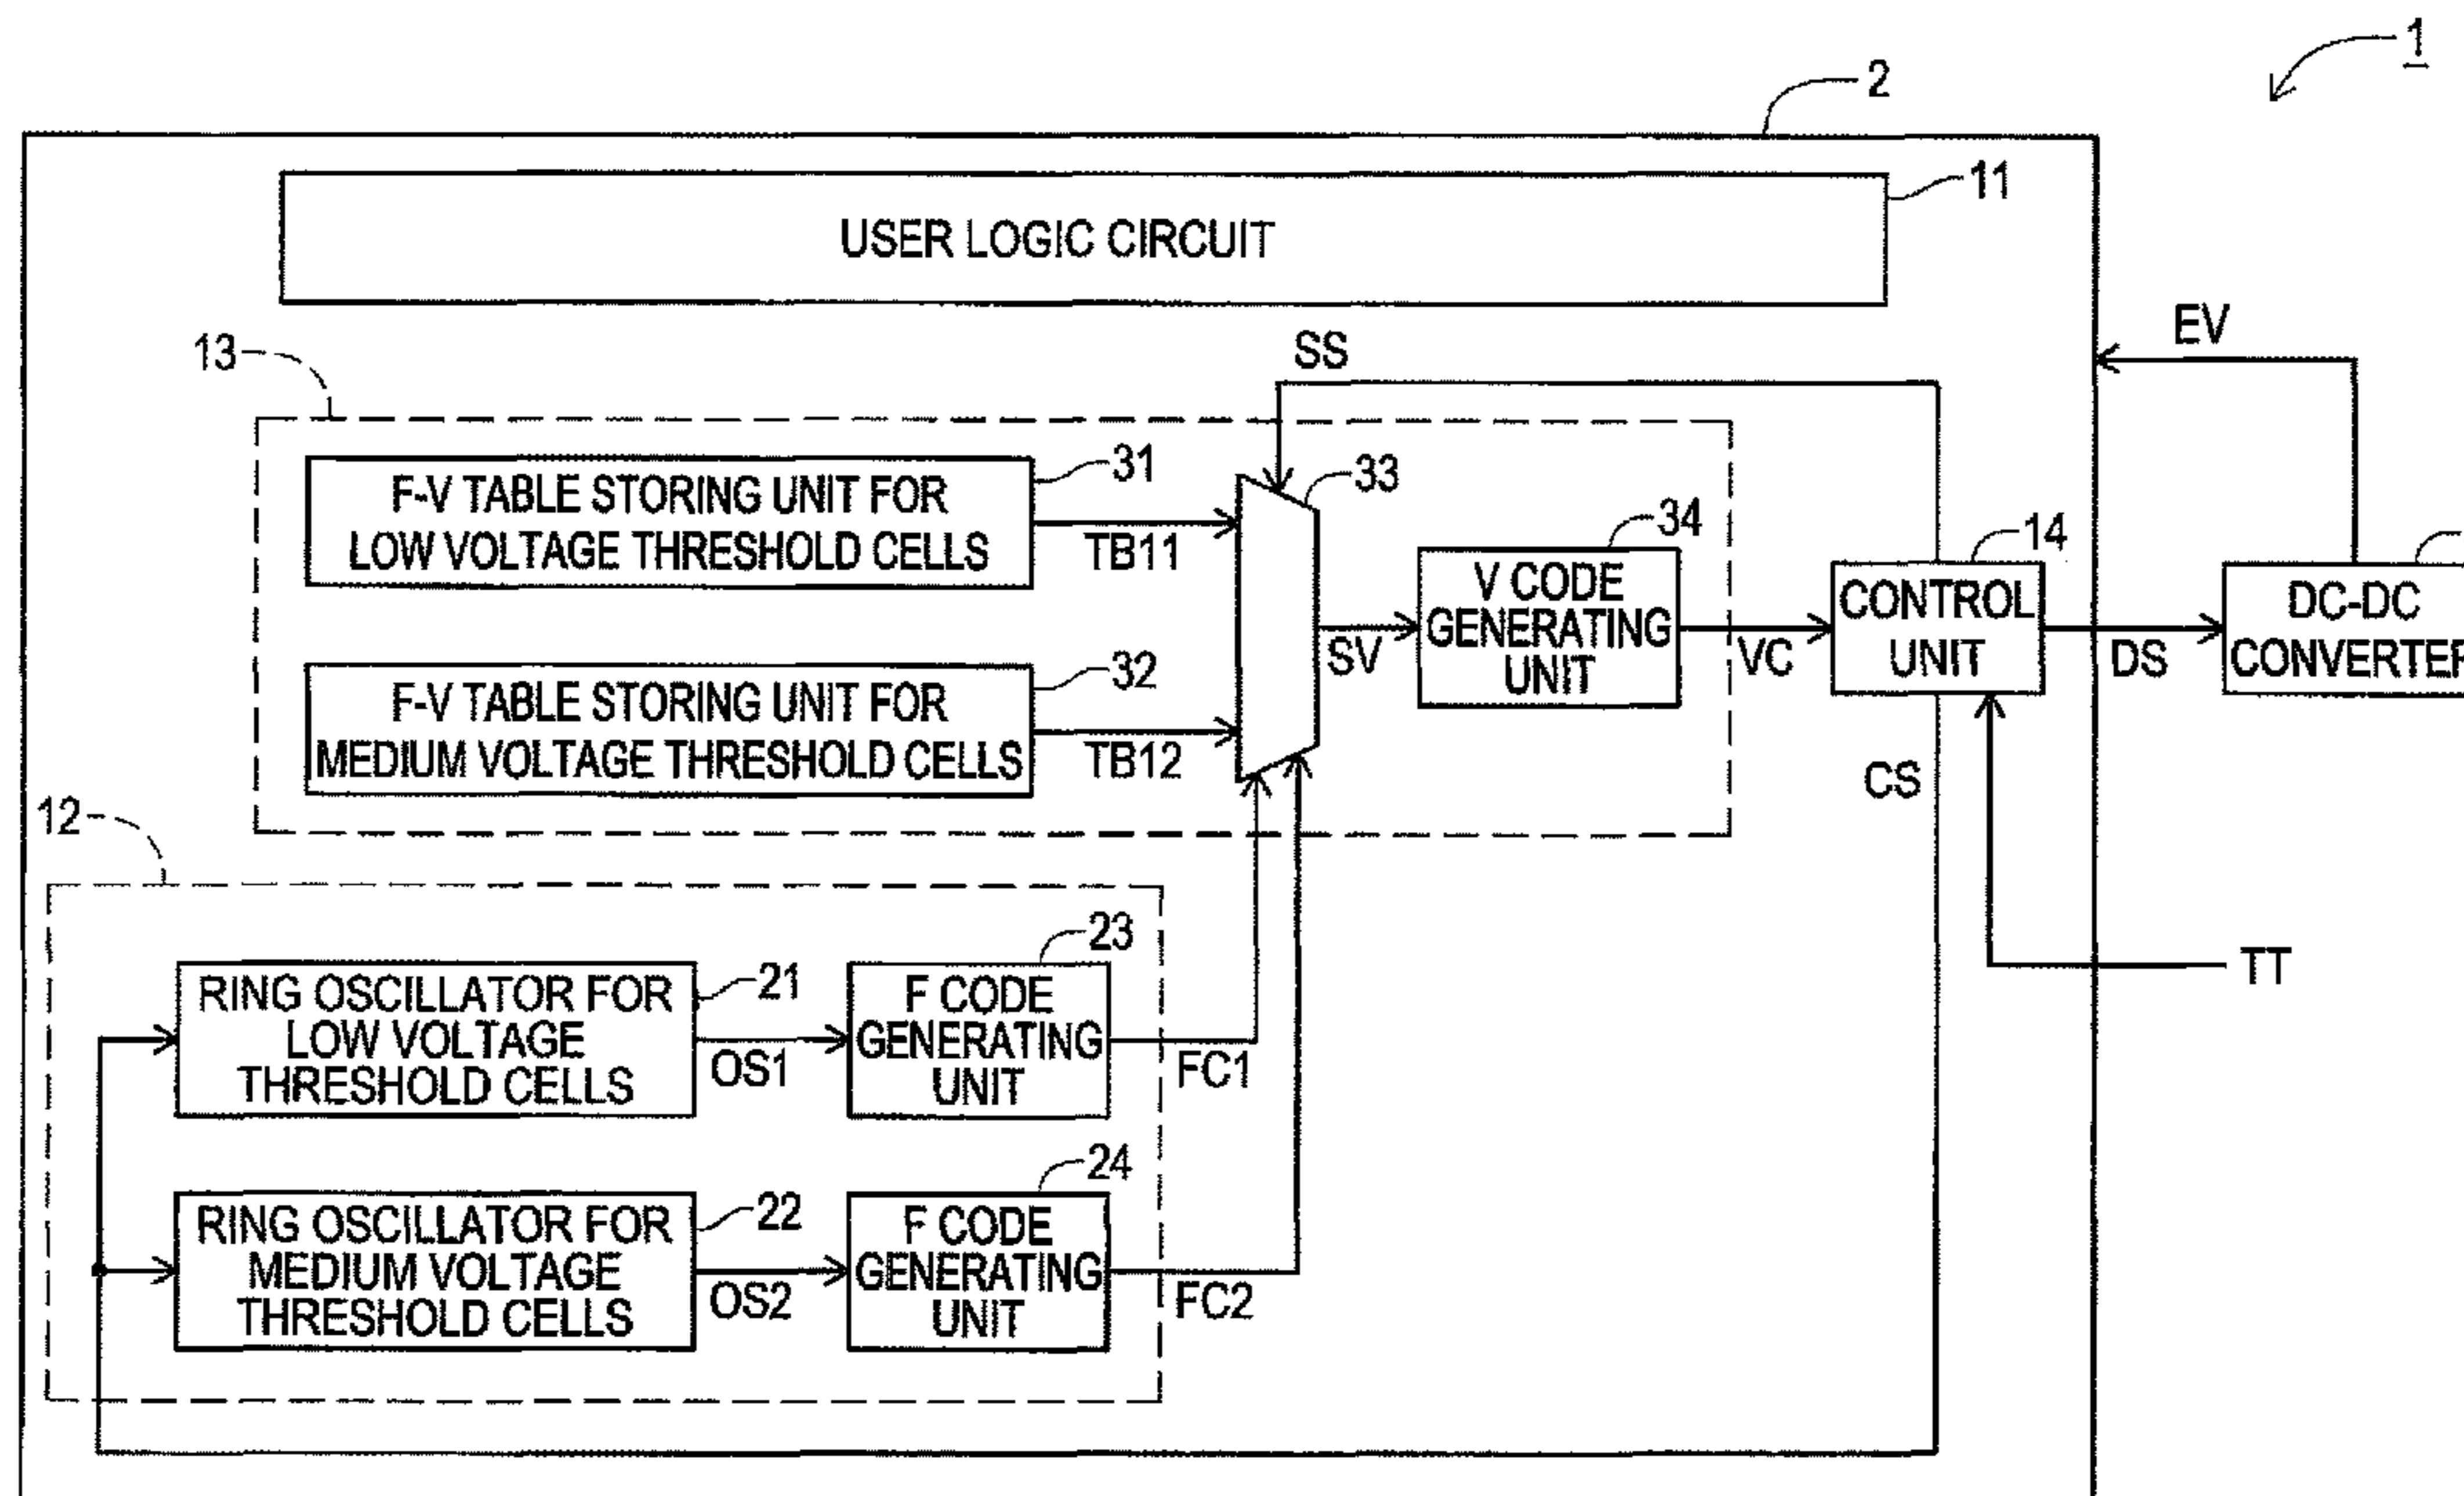 1
2
11
USER LOGIC CIRCUIT
EV
SS
13
31
F-V TABLE STORING UNIT FOR
LOW VOLTAGE THRESHOLD CELLS
TB11
33
34
V CODE
GENERATING
UNIT
SV
VC
14
CONTROL
UNIT
DS
DC-DC
CONVERTER
32
F-V TABLE STORING UNIT FOR
MEDIUM VOLTAGE THRESHOLD CELLS
TB12
CS
TT
12
21
RING OSCILLATOR FOR
LOW VOLTAGE
THRESHOLD CELLS
OS1
23
F CODE
GENERATING
UNIT
FC1
22
RING OSCILLATOR FOR
MEDIUM VOLTAGE
THRESHOLD CELLS
OS2
24
F CODE
GENERATING
UNIT
FC2